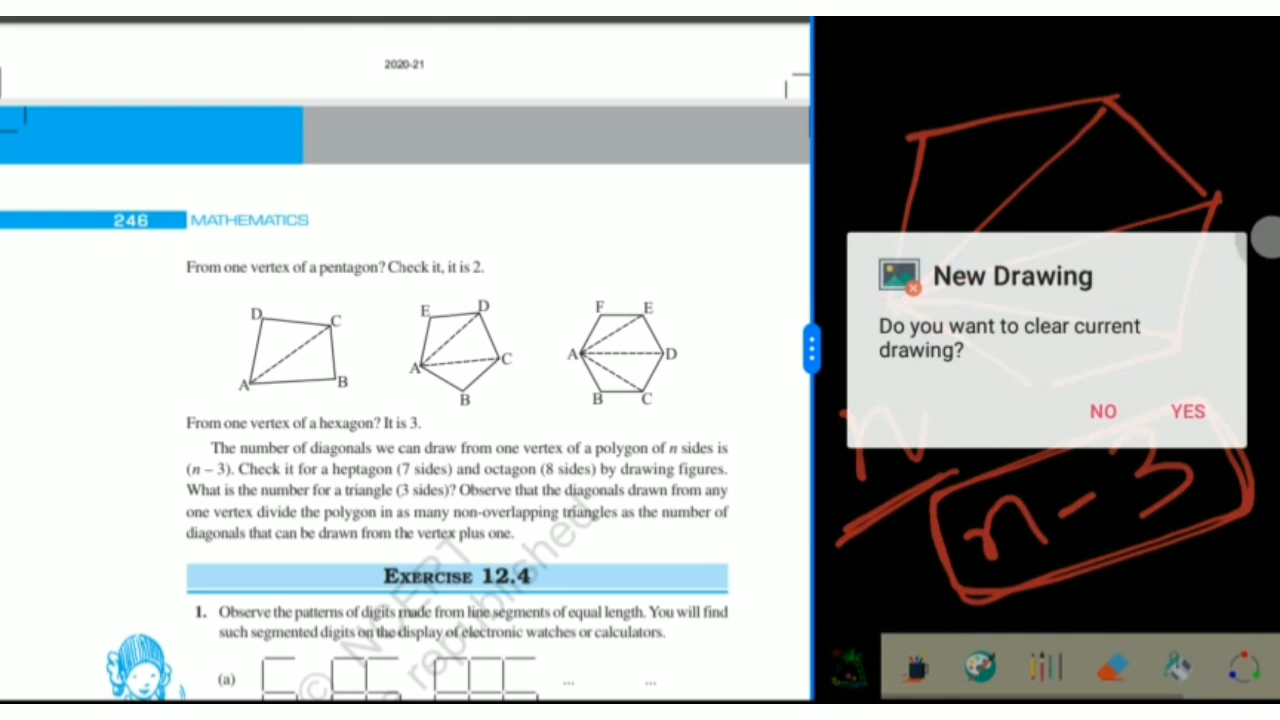 2020-21
246 MATHEMATICS
From one vertex of a pentagon? Check it, it is 2.
D C A B
E D A C B
F E A D B C
From one vertex of a hexagon? It is 3.
The number of diagonals we can draw from one vertex of a polygon of n sides is
(n – 3). Check it for a heptagon (7 sides) and octagon (8 sides) by drawing figures.
What is the number for a triangle (3 sides)? Observe that the diagonals drawn from any
one vertex divide the polygon in as many non-overlapping triangles as the number of
diagonals that can be drawn from the vertex plus one.
EXERCISE 12.4
1. Observe the patterns of digits made from line segments of equal length. You will find
such segmented digits on the display of electronic watches or calculators.
(a) ... ...
© NCERT
republished
New Drawing
Do you want to clear current
drawing?
NO YES
n
n - 3